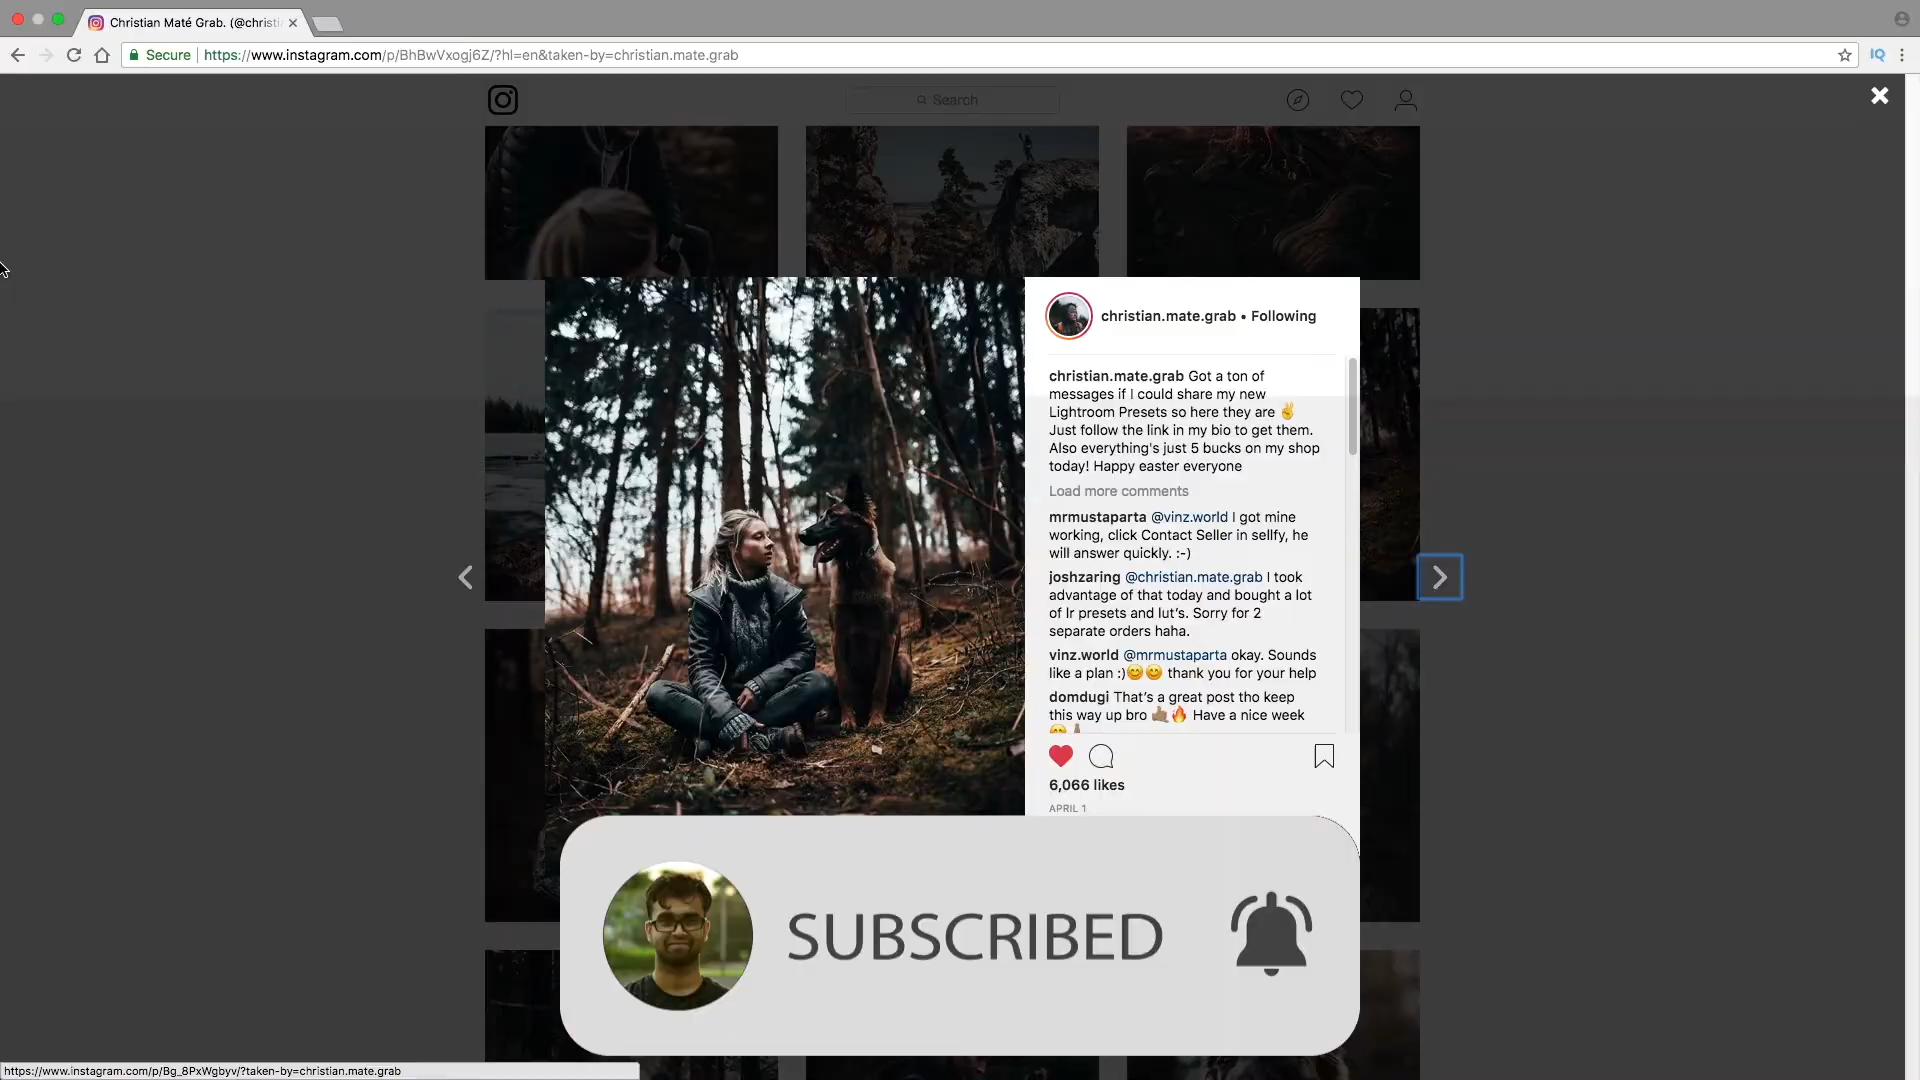 Christian Maté Grab. (@christi
Secure https://www.instagram.com/p/BhBwVxogj6Z/?hl=en&taken-by=christian.mate.grab
Search
christian.mate.grab • Following
christian.mate.grab Got a ton of
messages if I could share my new
Lightroom Presets so here they are ✌
Just follow the link in my bio to get them.
Also everything's just 5 bucks on my shop
today! Happy easter everyone
Load more comments
mrmustaparta @vinz.world I got mine
working, click Contact Seller in sellfy, he
will answer quickly. :-)
joshzaring @christian.mate.grab I took
advantage of that today and bought a lot
of lr presets and lut's. Sorry for 2
separate orders haha.
vinz.world @mrmustaparta okay. Sounds
like a plan :)😊😊 thank you for your help
domdugi That's a great post tho keep
this way up bro 🤙🏽🔥 Have a nice week
6,066 likes
APRIL 1
SUBSCRIBED
https://www.instagram.com/p/Bg_8PxWgbyv/?taken-by=christian.mate.grab